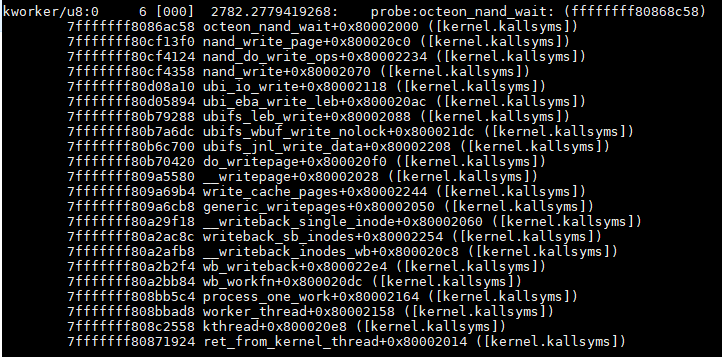 kworker/u8:0     6 [000]  2782.2779419268:    probe:octeon_nand_wait: (ffffffff80868c58)
7fffffff8086ac58 octeon_nand_wait+0x80002000 ([kernel.kallsyms])
7fffffff80cf13f0 nand_write_page+0x800020c0 ([kernel.kallsyms])
7fffffff80cf4124 nand_do_write_ops+0x80002234 ([kernel.kallsyms])
7fffffff80cf4358 nand_write+0x80002070 ([kernel.kallsyms])
7fffffff80d08a10 ubi_io_write+0x80002118 ([kernel.kallsyms])
7fffffff80d05894 ubi_eba_write_leb+0x800020ac ([kernel.kallsyms])
7fffffff80b79288 ubifs_leb_write+0x80002088 ([kernel.kallsyms])
7fffffff80b7a6dc ubifs_wbuf_write_nolock+0x800021dc ([kernel.kallsyms])
7fffffff80b6c700 ubifs_jnl_write_data+0x80002208 ([kernel.kallsyms])
7fffffff80b70420 do_writepage+0x800020f0 ([kernel.kallsyms])
7fffffff809a5580 __writepage+0x80002028 ([kernel.kallsyms])
7fffffff809a69b4 write_cache_pages+0x80002244 ([kernel.kallsyms])
7fffffff809a6cb8 generic_writepages+0x80002050 ([kernel.kallsyms])
7fffffff80a29f18 __writeback_single_inode+0x80002060 ([kernel.kallsyms])
7fffffff80a2ac8c writeback_sb_inodes+0x80002254 ([kernel.kallsyms])
7fffffff80a2afb8 __writeback_inodes_wb+0x800020c8 ([kernel.kallsyms])
7fffffff80a2b2f4 wb_writeback+0x800022e4 ([kernel.kallsyms])
7fffffff80a2bb84 wb_workfn+0x800020dc ([kernel.kallsyms])
7fffffff808bb5c4 process_one_work+0x80002164 ([kernel.kallsyms])
7fffffff808bbad8 worker_thread+0x80002158 ([kernel.kallsyms])
7fffffff808c2558 kthread+0x800020e8 ([kernel.kallsyms])
7fffffff80871924 ret_from_kernel_thread+0x80002014 ([kernel.kallsyms])